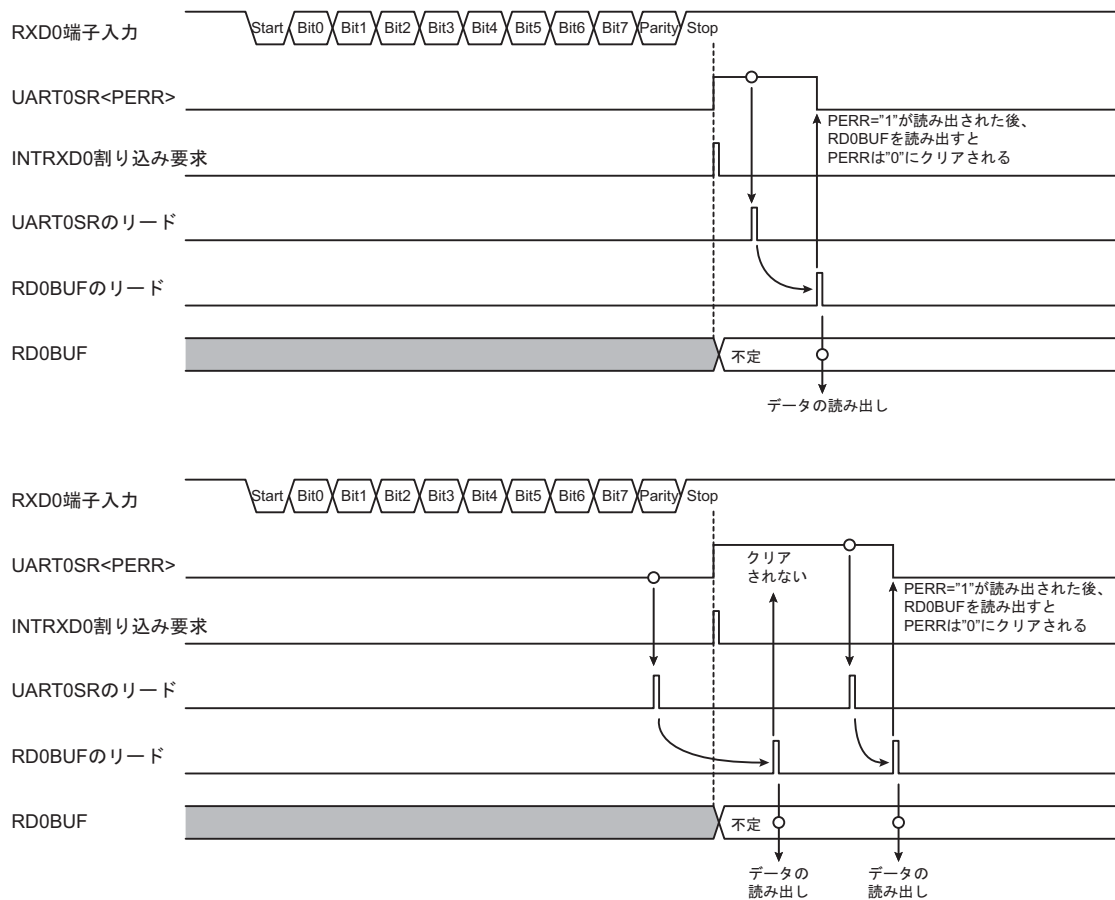 RXD0端子入力
Start Bit0 Bit1 Bit2 Bit3 Bit4 Bit5 Bit6 Bit7 Parity Stop
UART0SR<PERR>
PERR="1"が読み出された後、
RD0BUFを読み出すと
PERRは"0"にクリアされる
INTRXD0割り込み要求
UART0SRのリード
RD0BUFのリード
RD0BUF
不定
データの読み出し
RXD0端子入力
Start Bit0 Bit1 Bit2 Bit3 Bit4 Bit5 Bit6 Bit7 Parity Stop
UART0SR<PERR>
クリア
されない
PERR="1"が読み出された後、
RD0BUFを読み出すと
PERRは"0"にクリアされる
INTRXD0割り込み要求
UART0SRのリード
RD0BUFのリード
RD0BUF
不定
データの
読み出し
データの
読み出し